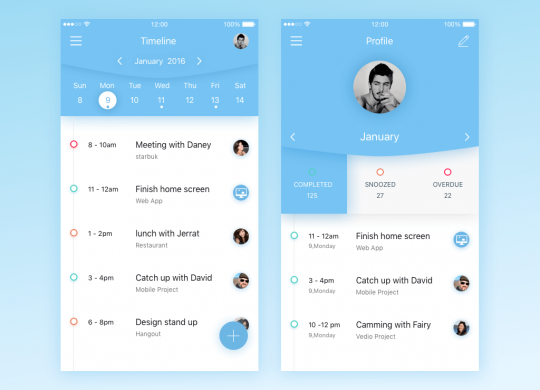 12:00
100%
Timeline
January 2016
Sun Mon Tue Wen Thu Fri Sat
8 9 10 11 12 13 14
8 - 10am Meeting with Daney
starbuk
11 - 12am Finish home screen
Web App
1 - 2pm lunch with Jerrat
Restaurant
3 - 4pm Catch up with David
Mobile Project
6 - 8pm Design stand up
Hangout
12:00
100%
Profile
January
COMPLETED SNOOZED OVERDUE
125 27 22
11 - 12am Finish home screen
9,Monday Web App
3 - 4pm Catch up with David
9,Monday Mobile Project
10 -12 pm Camming with Fairy
9,Monday Vedio Project